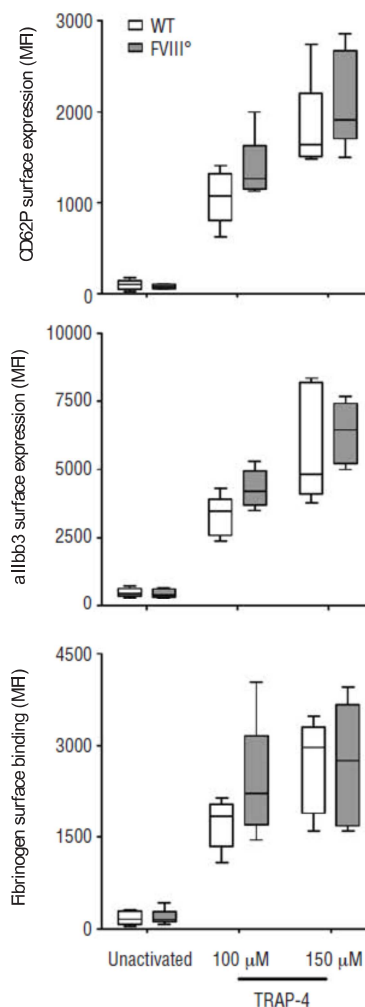 CD62P surface expression (MFI)
3000
2000
1000
0
WT
FVIII°
aIIbb3 surface expression (MFI)
10000
7500
5000
2500
0
Fibrinogen surface binding (MFI)
4500
3000
1500
0
Unactivated
100 µM
150 µM
TRAP-4